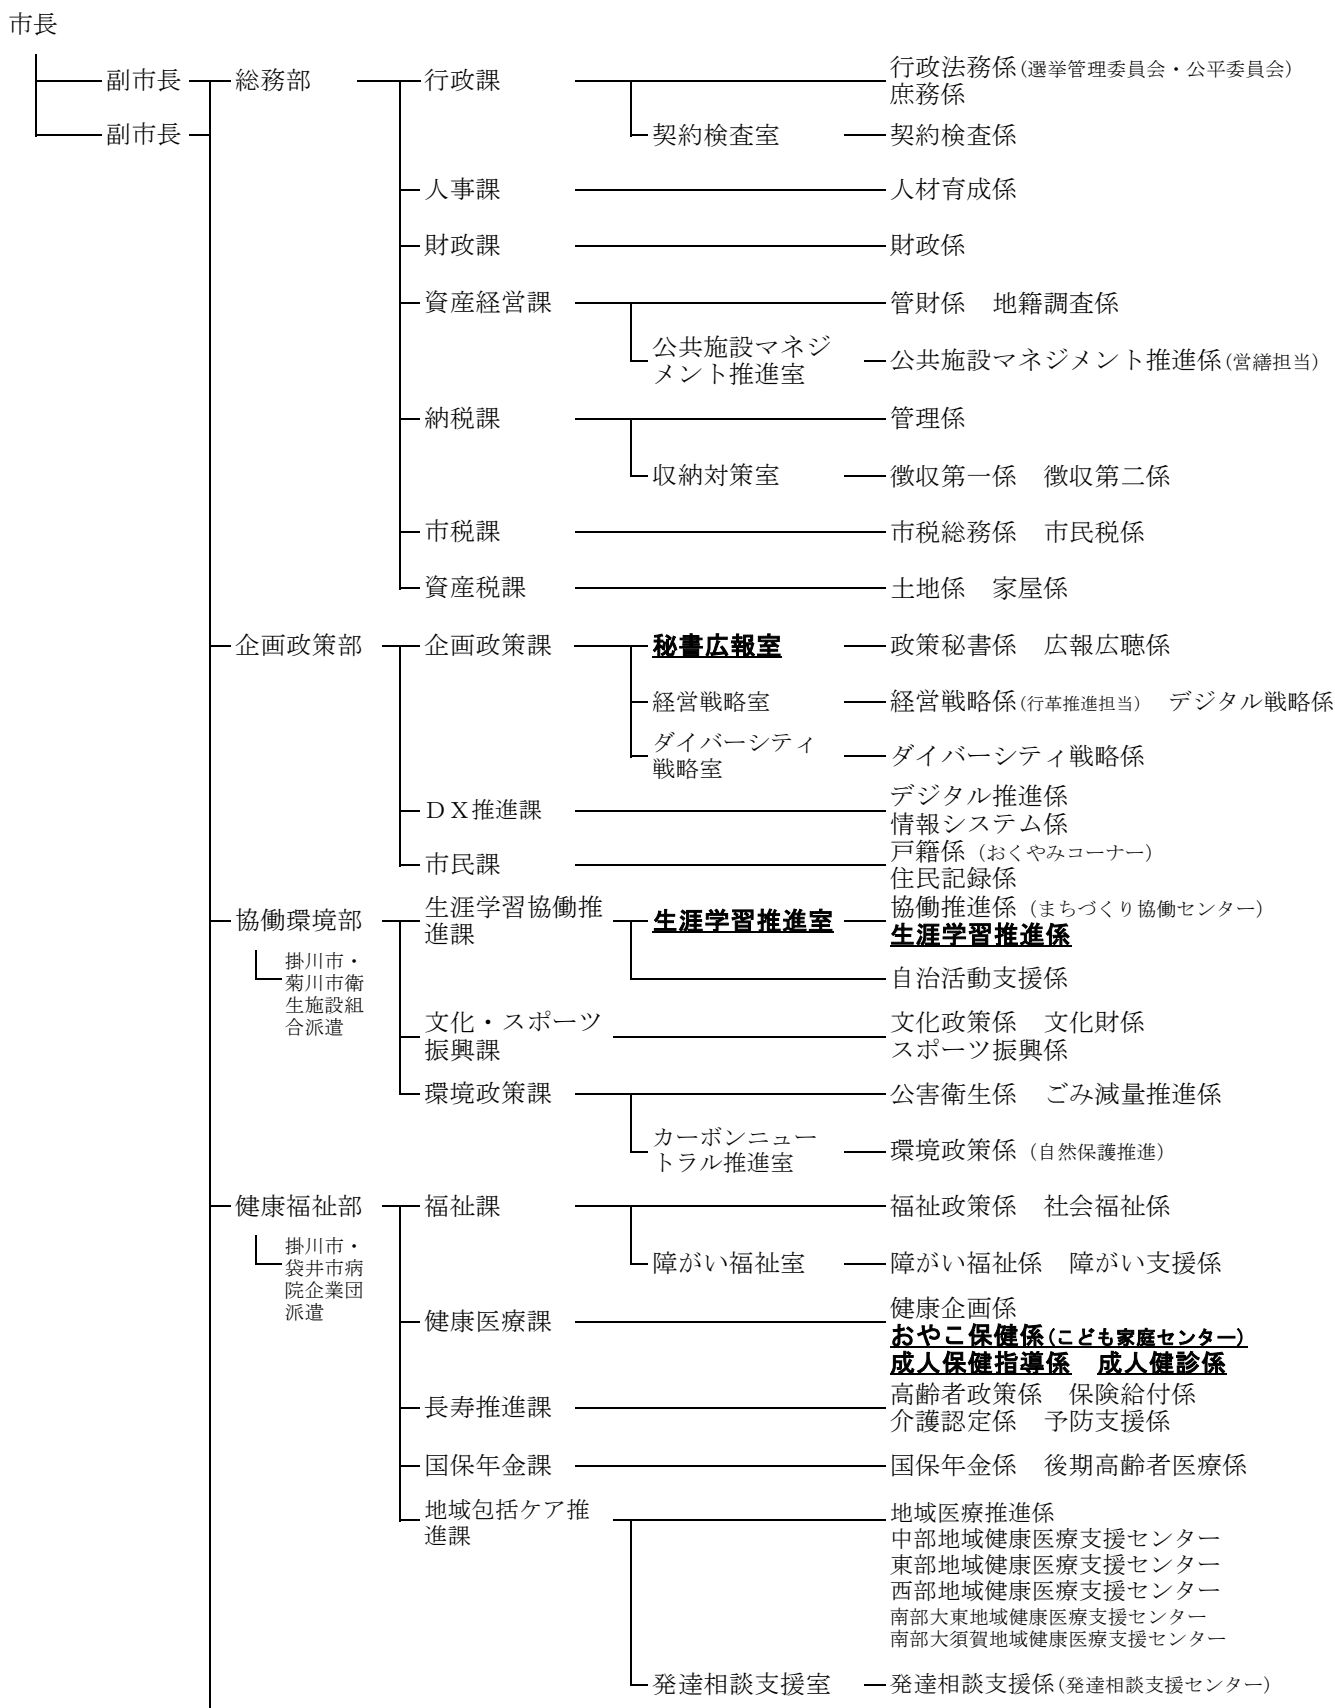 市長
副市長 総務部 行政課 行政法務係(選挙管理委員会・公平委員会)
庶務係
副市長 契約検査室 契約検査係
人事課 人材育成係
財政課 財政係
資産経営課 管財係 地籍調査係
公共施設マネジ
メント推進室
公共施設マネジメント推進係(営繕担当)
納税課 管理係
収納対策室 徴収第一係 徴収第二係
市税課 市税総務係 市民税係
資産税課 土地係 家屋係
企画政策部 企画政策課 秘書広報室 政策秘書係 広報広聴係
経営戦略室 経営戦略係(行革推進担当) デジタル戦略係
ダイバーシティ
戦略室
ダイバーシティ戦略係
DX推進課
デジタル推進係
情報システム係
市民課
戸籍係(おくやみコーナー)
住民記録係
協働環境部
掛川市・
菊川市衛
生施設組
合派遣
生涯学習協働推
進課
生涯学習推進室
協働推進係(まちづくり協働センター)
生涯学習推進係
自治活動支援係
文化・スポーツ
振興課
文化政策係 文化財係
スポーツ振興係
環境政策課 公害衛生係 ごみ減量推進係
カーボンニュー
トラル推進室
環境政策係(自然保護推進)
健康福祉部
掛川市・
袋井市病
院企業団
派遣
福祉課 福祉政策係 社会福祉係
障がい福祉室 障がい福祉係 障がい支援係
健康医療課
健康企画係
おやこ保健係(こども家庭センター)
成人保健指導係 成人健診係
長寿推進課
高齢者政策係 保険給付係
介護認定係 予防支援係
国保年金課 国保年金係 後期高齢者医療係
地域包括ケア推
進課
地域医療推進係
中部地域健康医療支援センター
東部地域健康医療支援センター
西部地域健康医療支援センター
南部大東地域健康医療支援センター
南部大須賀地域健康医療支援センター
発達相談支援室 発達相談支援係(発達相談支援センター)